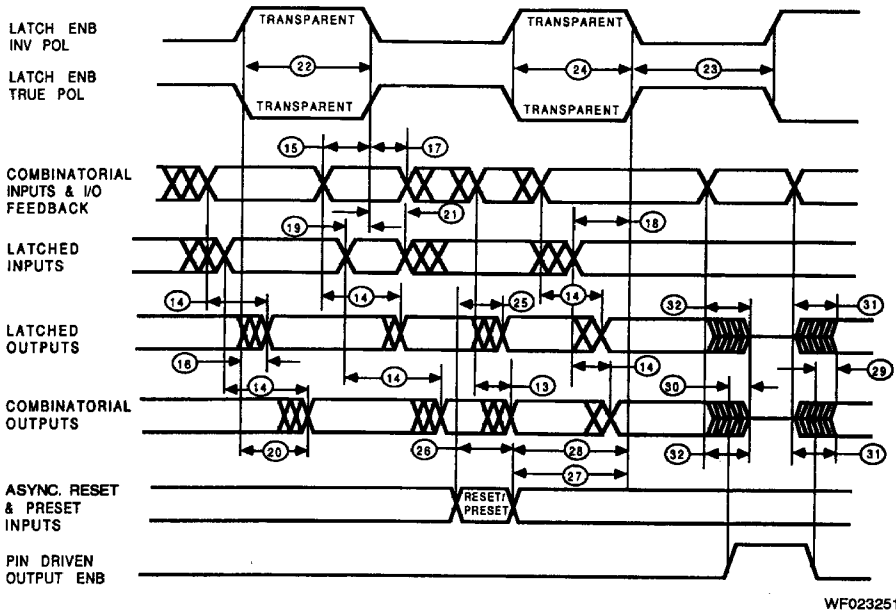 LATCH ENB
INV POL
TRANSPARENT
TRANSPARENT
22
24
23
LATCH ENB
TRUE POL
TRANSPARENT
TRANSPARENT
15
17
COMBINATORIAL
INPUTS & I/O
FEEDBACK
21
19
18
LATCHED
INPUTS
14
14
25
14
32
31
LATCHED
OUTPUTS
16
14
14
13
14
30
29
COMBINATORIAL
OUTPUTS
20
26
28
32
31
27
ASYNC. RESET
& PRESET
INPUTS
RESET/
PRESET
PIN DRIVEN
OUTPUT ENB
WF023251